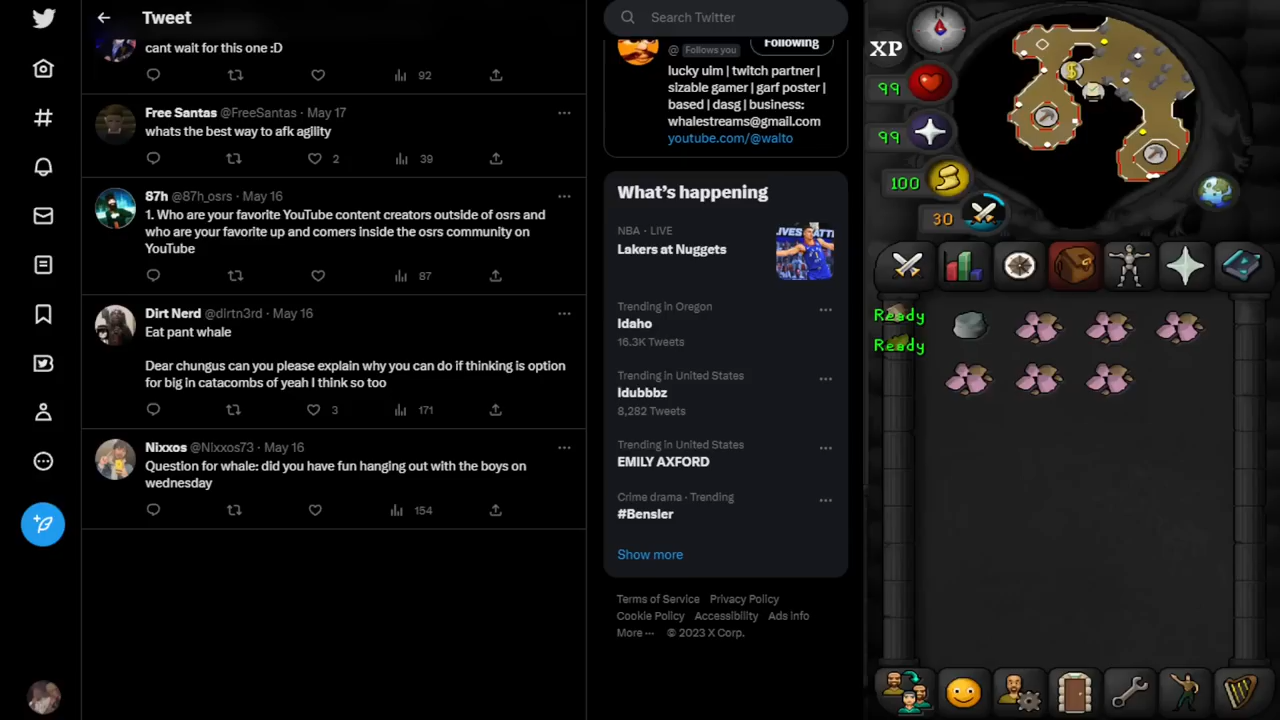 Tweet
cant wait for this one :D
92
Free Santas @FreeSantas · May 17
whats the best way to afk agility
2
39
87h @87h_osrs · May 16
1. Who are your favorite YouTube content creators outside of osrs and
who are your favorite up and comers inside the osrs community on
YouTube
87
Dirt Nerd @dirtn3rd · May 16
Eat pant whale
Dear chungus can you please explain why you can do if thinking is option
for big in catacombs of yeah I think so too
3
171
Nixxos @Nixxos73 · May 16
Question for whale: did you have fun hanging out with the boys on
wednesday
154
Search Twitter
@ Follows you
Following
lucky uim | twitch partner |
sizable gamer | garf poster |
based | dasg | business:
whalestreams@gmail.com
youtube.com/@walto
What's happening
NBA · LIVE
Lakers at Nuggets
Trending in Oregon
Idaho
16.3K Tweets
Trending in United States
Idubbbz
8,282 Tweets
Trending in United States
EMILY AXFORD
Crime drama · Trending
#Bensler
Show more
Terms of Service Privacy Policy
Cookie Policy Accessibility Ads info
More ··· © 2023 X Corp.
XP
99
99
100
30
Ready
Ready